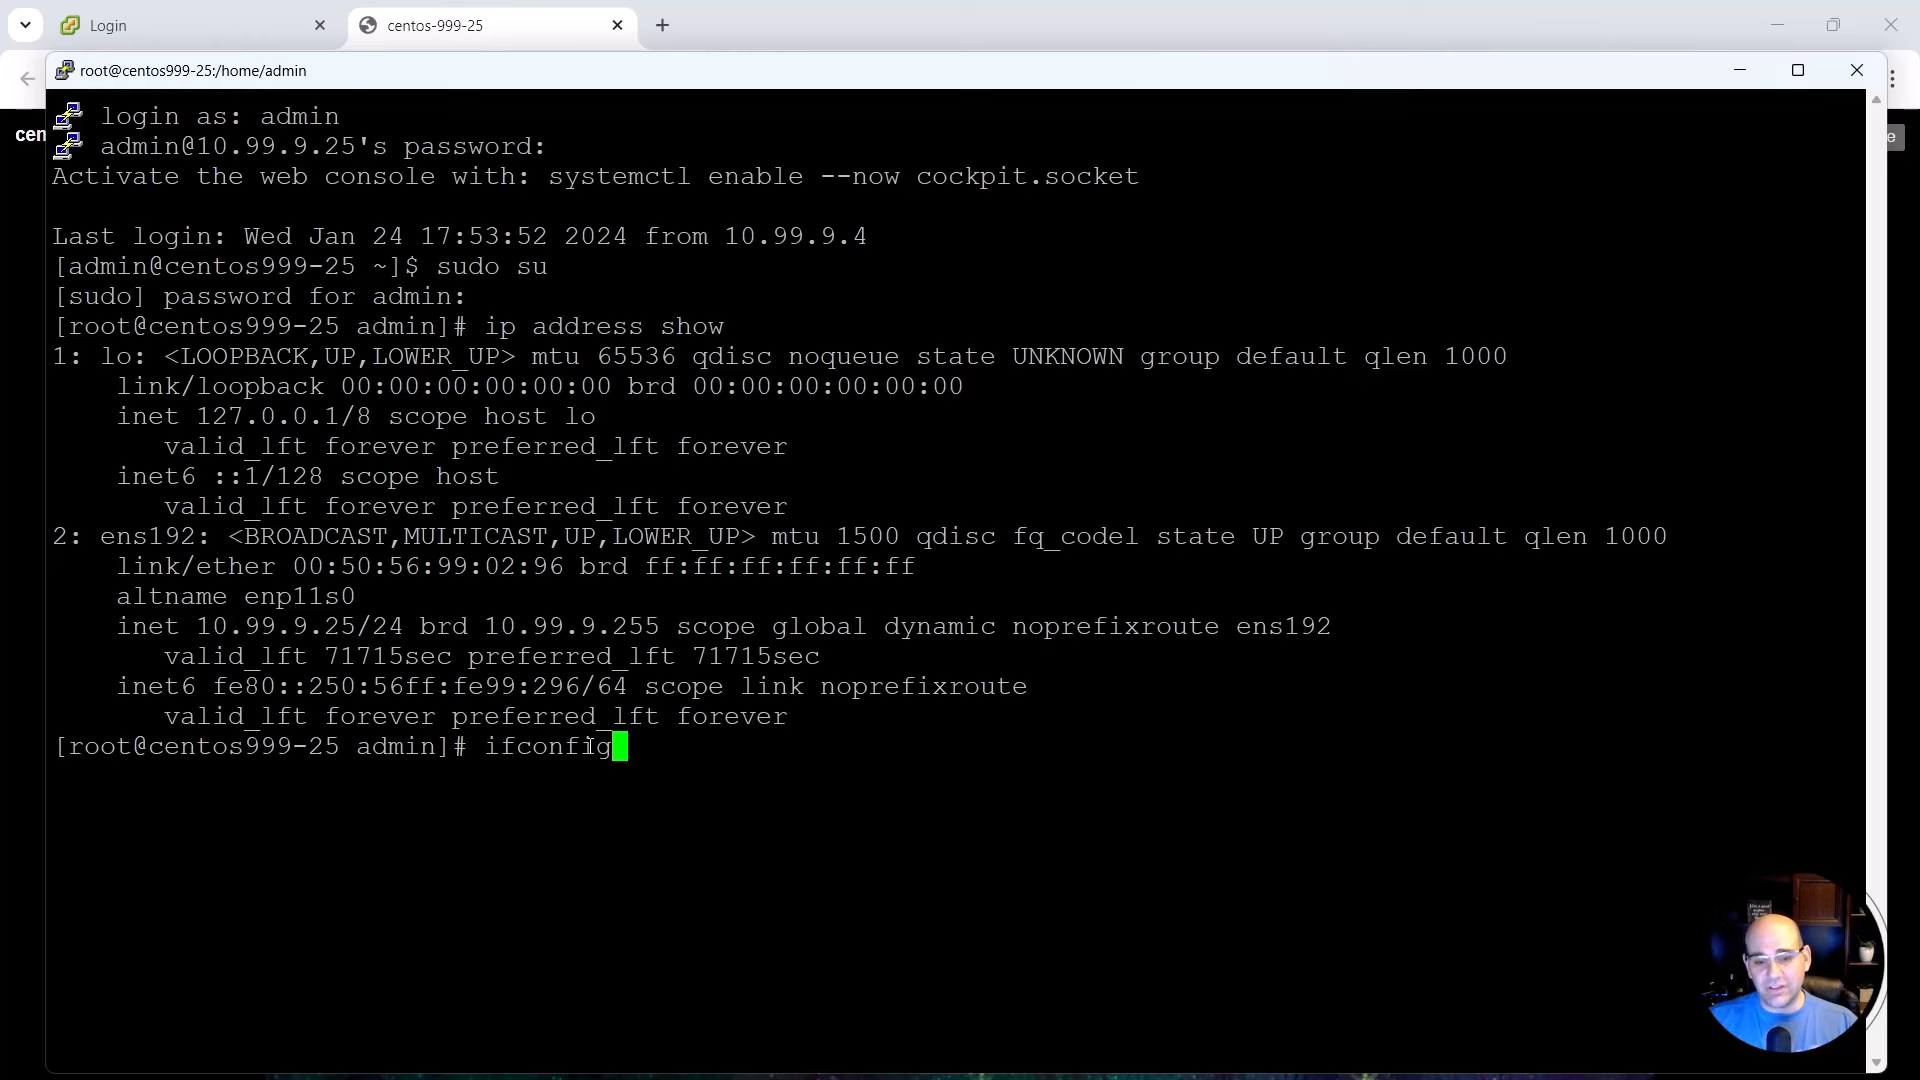 Login
centos-999-25
root@centos999-25:/home/admin
cen
e
login as: admin
admin@10.99.9.25's password:
Activate the web console with: systemctl enable --now cockpit.socket
Last login: Wed Jan 24 17:53:52 2024 from 10.99.9.4
[admin@centos999-25 ~]$ sudo su
[sudo] password for admin:
[root@centos999-25 admin]# ip address show
1: lo: <LOOPBACK,UP,LOWER_UP> mtu 65536 qdisc noqueue state UNKNOWN group default qlen 1000
link/loopback 00:00:00:00:00:00 brd 00:00:00:00:00:00
inet 127.0.0.1/8 scope host lo
valid_lft forever preferred_lft forever
inet6 ::1/128 scope host
valid_lft forever preferred_lft forever
2: ens192: <BROADCAST,MULTICAST,UP,LOWER_UP> mtu 1500 qdisc fq_codel state UP group default qlen 1000
link/ether 00:50:56:99:02:96 brd ff:ff:ff:ff:ff:ff
altname enp11s0
inet 10.99.9.25/24 brd 10.99.9.255 scope global dynamic noprefixroute ens192
valid_lft 71715sec preferred_lft 71715sec
inet6 fe80::250:56ff:fe99:296/64 scope link noprefixroute
valid_lft forever preferred_lft forever
[root@centos999-25 admin]# ifconfig